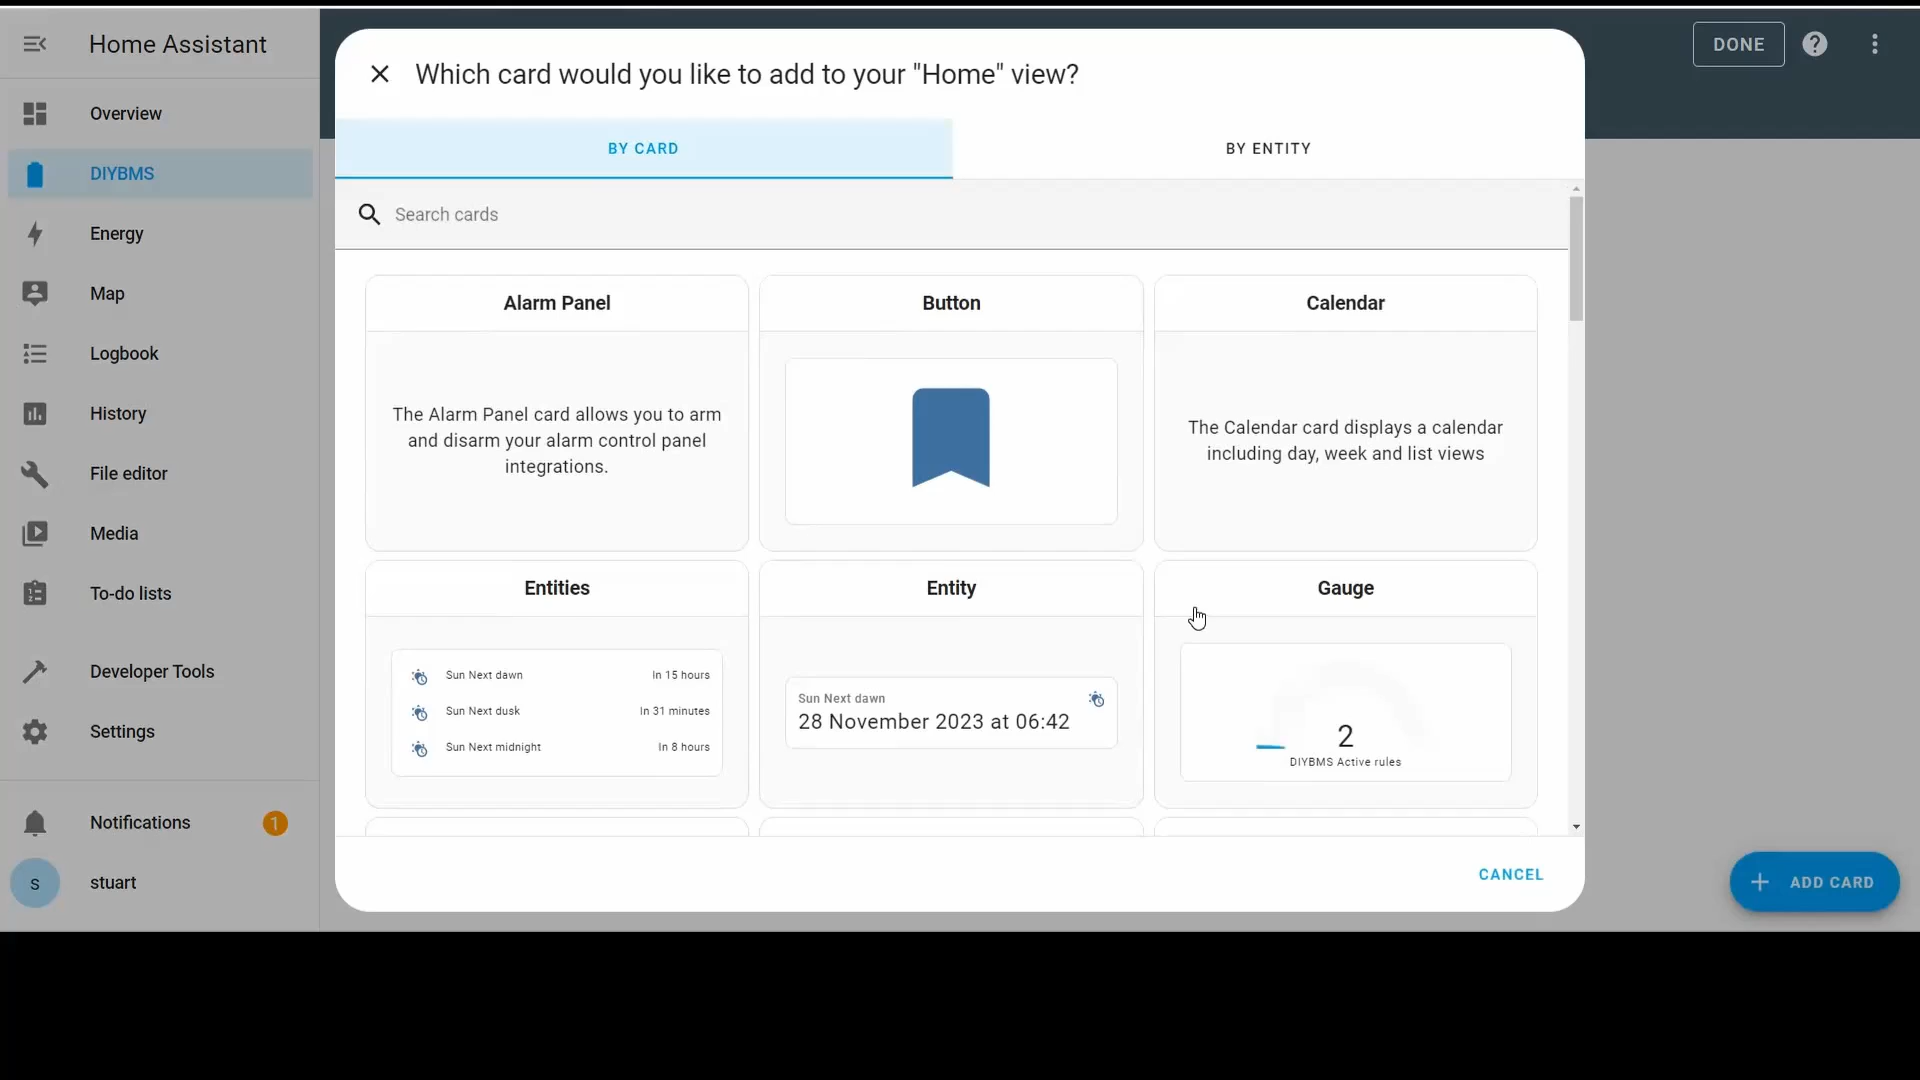 Home Assistant
Overview
DIYBMS
Energy
Map
Logbook
History
File editor
Media
To-do lists
Developer Tools
Settings
Notifications
1
s
stuart
DONE
Which card would you like to add to your "Home" view?
BY CARD
BY ENTITY
Search cards
Alarm Panel
The Alarm Panel card allows you to arm
and disarm your alarm control panel
integrations.
Button
Calendar
The Calendar card displays a calendar
including day, week and list views
Entities
Sun Next dawn In 15 hours
Sun Next dusk In 31 minutes
Sun Next midnight In 8 hours
Entity
Sun Next dawn
28 November 2023 at 06:42
Gauge
2
DIYBMS Active rules
CANCEL
ADD CARD